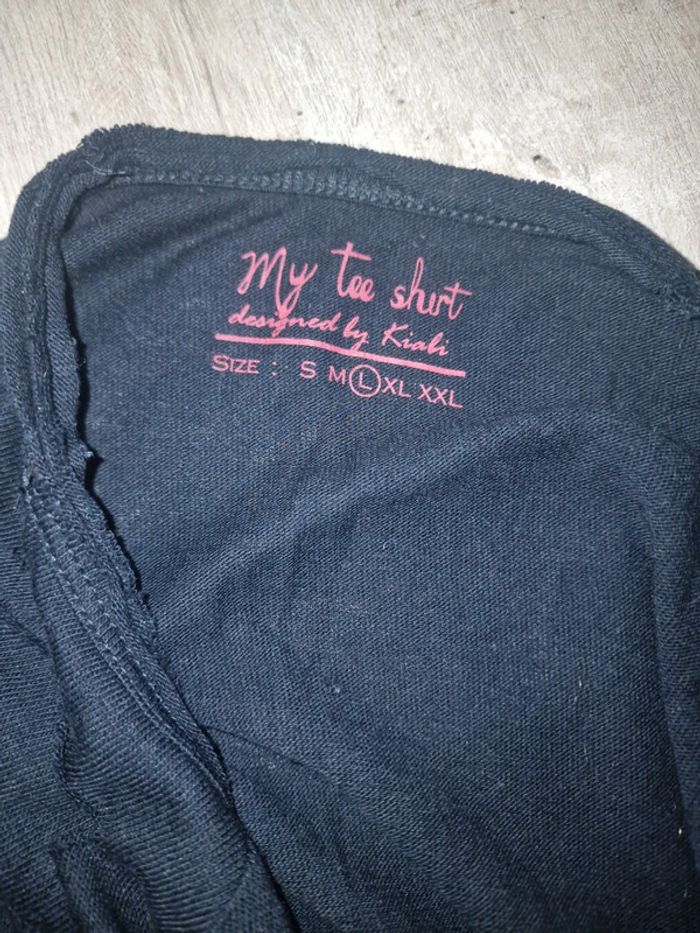 My tee shirt
designed by Kiabi
SIZE : S M L XL XXL